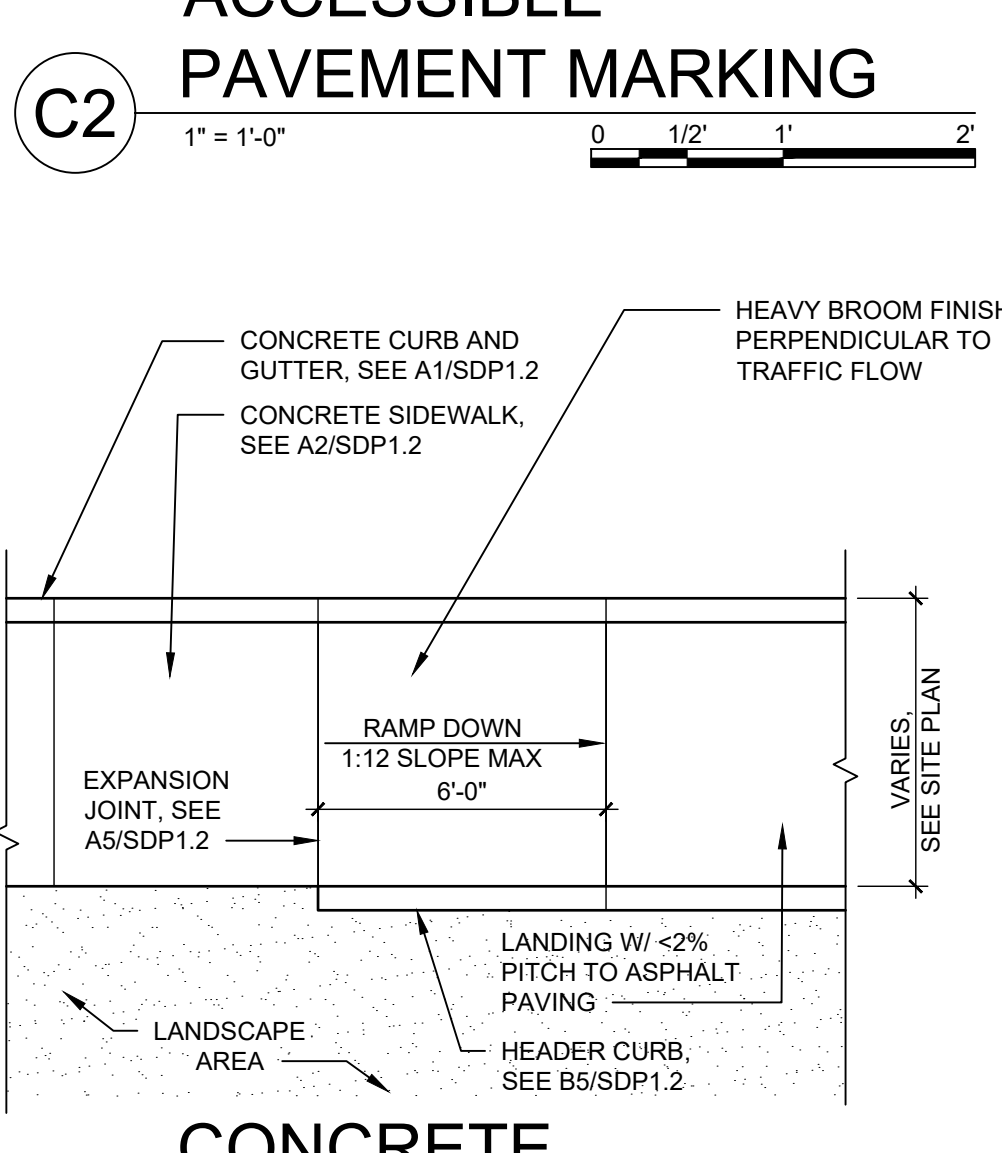 ACCESSIBLE
PAVEMENT MARKING
C2
1" = 1'-0"
0 1/2' 1' 2'
CONCRETE CURB AND
GUTTER, SEE A1/SDP1.2
CONCRETE SIDEWALK,
SEE A2/SDP1.2
HEAVY BROOM FINISH
PERPENDICULAR TO
TRAFFIC FLOW
RAMP DOWN
1:12 SLOPE MAX
6'-0"
EXPANSION
JOINT, SEE
A5/SDP1.2
VARIES,
SEE SITE PLAN
LANDING W/ <2%
PITCH TO ASPHALT
PAVING
LANDSCAPE
AREA
HEADER CURB,
SEE B5/SDP1.2
CONCRETE